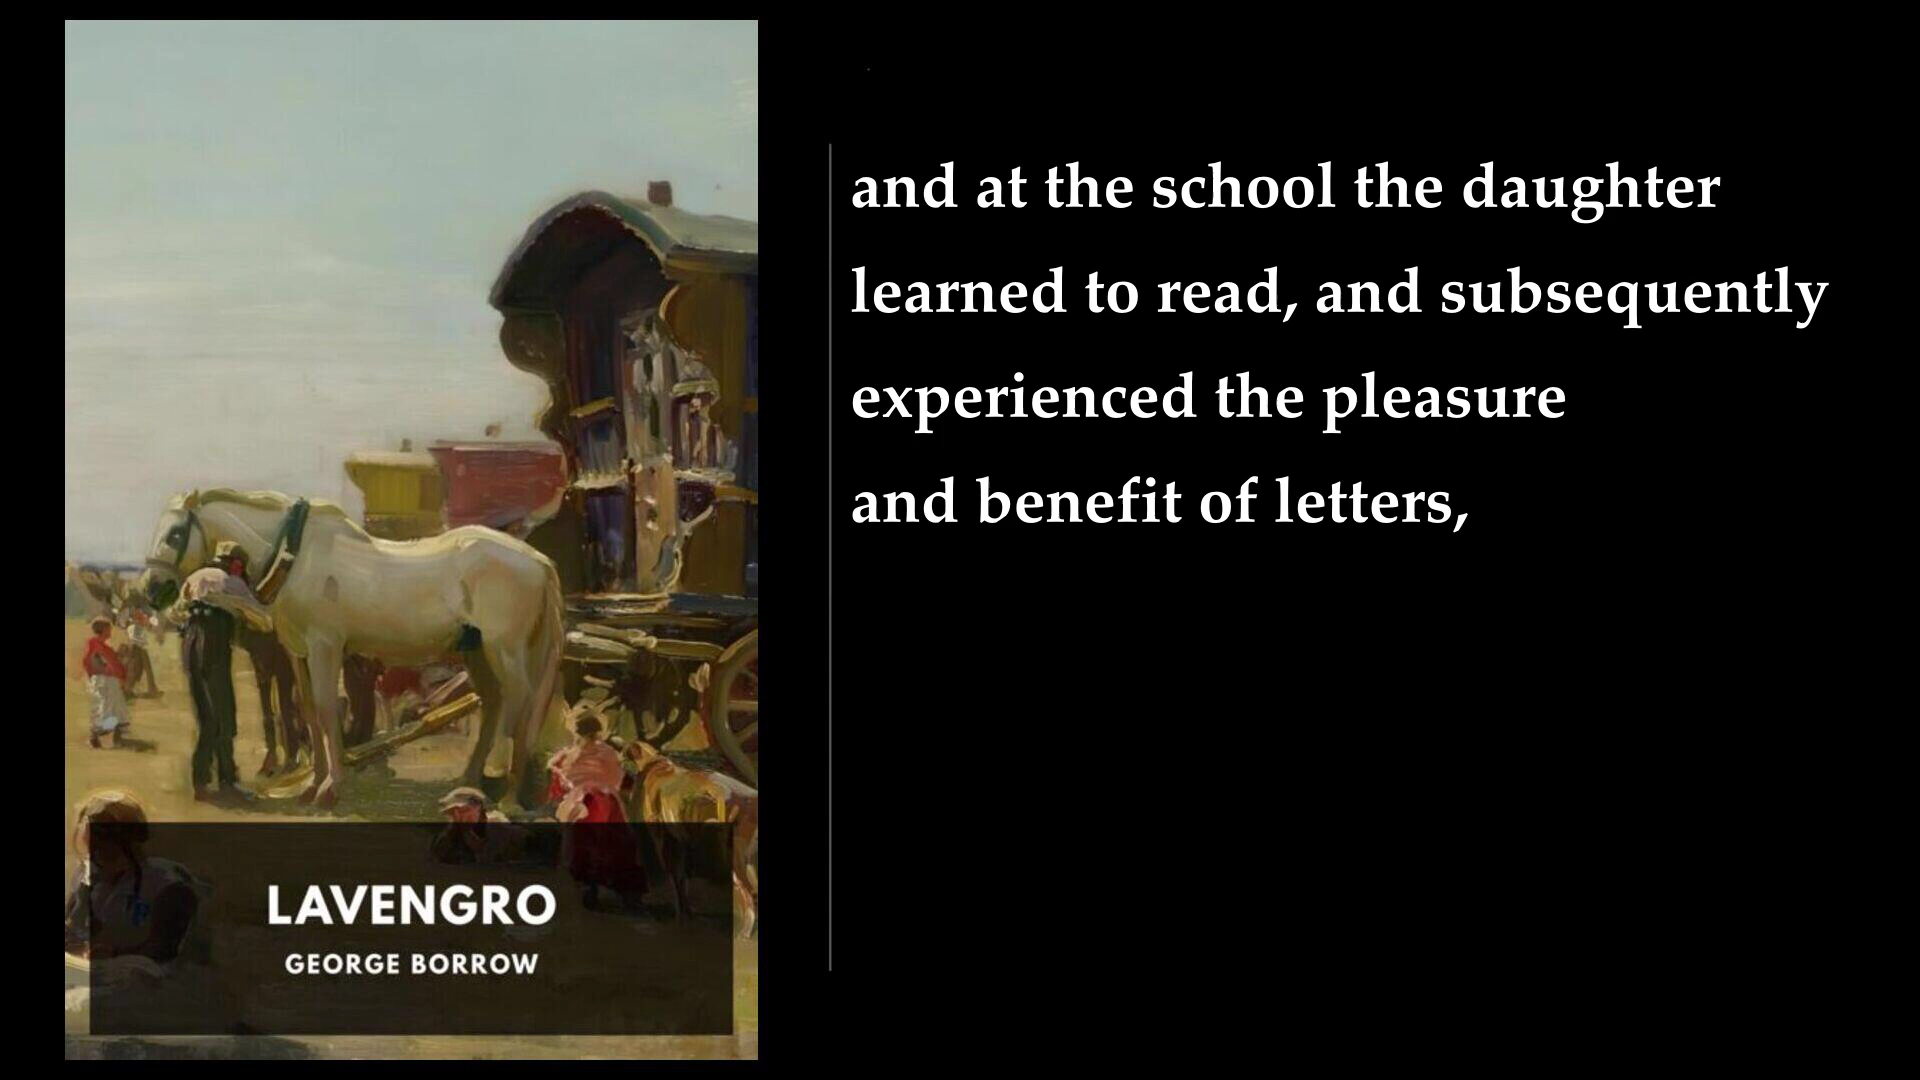 LAVENGRO
GEORGE BORROW
and at the school the daughter
learned to read, and subsequently
experienced the pleasure
and benefit of letters,